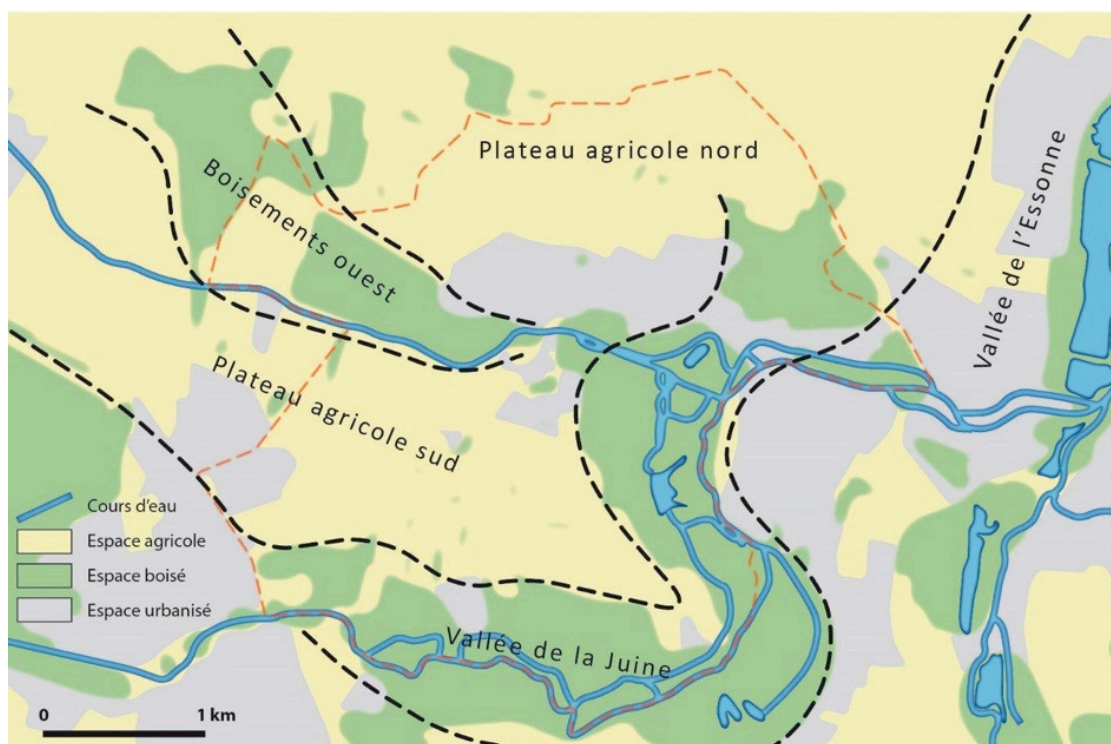 Plateau agricole nord
Boisements ouest
Vallée de l'Essonne
Plateau agricole sud
Cours d'eau
Espace agricole
Espace boisé
Espace urbanisé
Vallée de la Juine
0 1 km